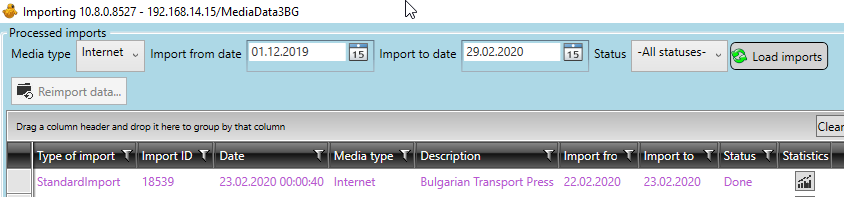 Importing 10.8.0.8527 - 192.168.14.15/MediaData3BG
Processed imports
Media type Internet Import from date 01.12.2019 15 Import to date 29.02.2020 15 Status -All statuses- Load imports
Reimport data...
Drag a column header and drop it here to group by that column Clear
Type of import Import ID Date Media type Description Import fro Import to Status Statistics
StandardImport 18539 23.02.2020 00:00:40 Internet Bulgarian Transport Press 22.02.2020 23.02.2020 Done